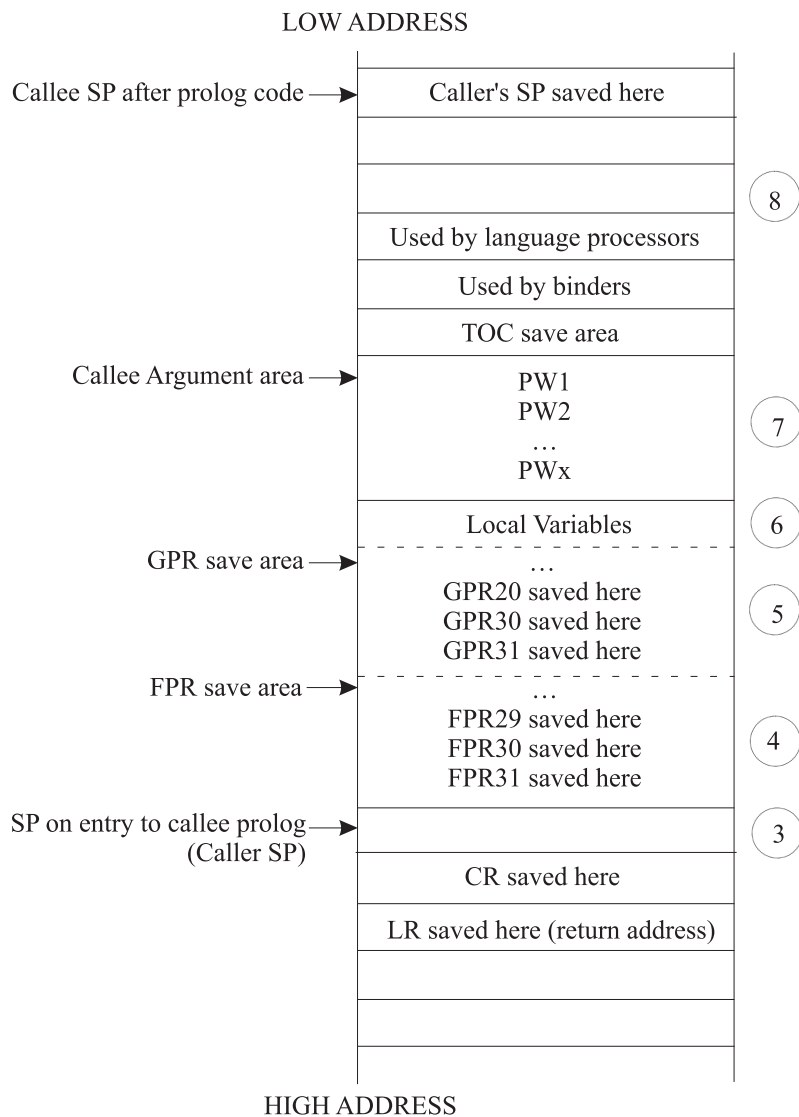 LOW ADDRESS
Callee SP after prolog code
Caller's SP saved here
8
Used by language processors
Used by binders
TOC save area
Callee Argument area
PW1
PW2
...
PWx
7
Local Variables
6
GPR save area
...
GPR20 saved here
GPR30 saved here
GPR31 saved here
5
FPR save area
...
FPR29 saved here
FPR30 saved here
FPR31 saved here
4
SP on entry to callee prolog
(Caller SP)
3
CR saved here
LR saved here (return address)
HIGH ADDRESS